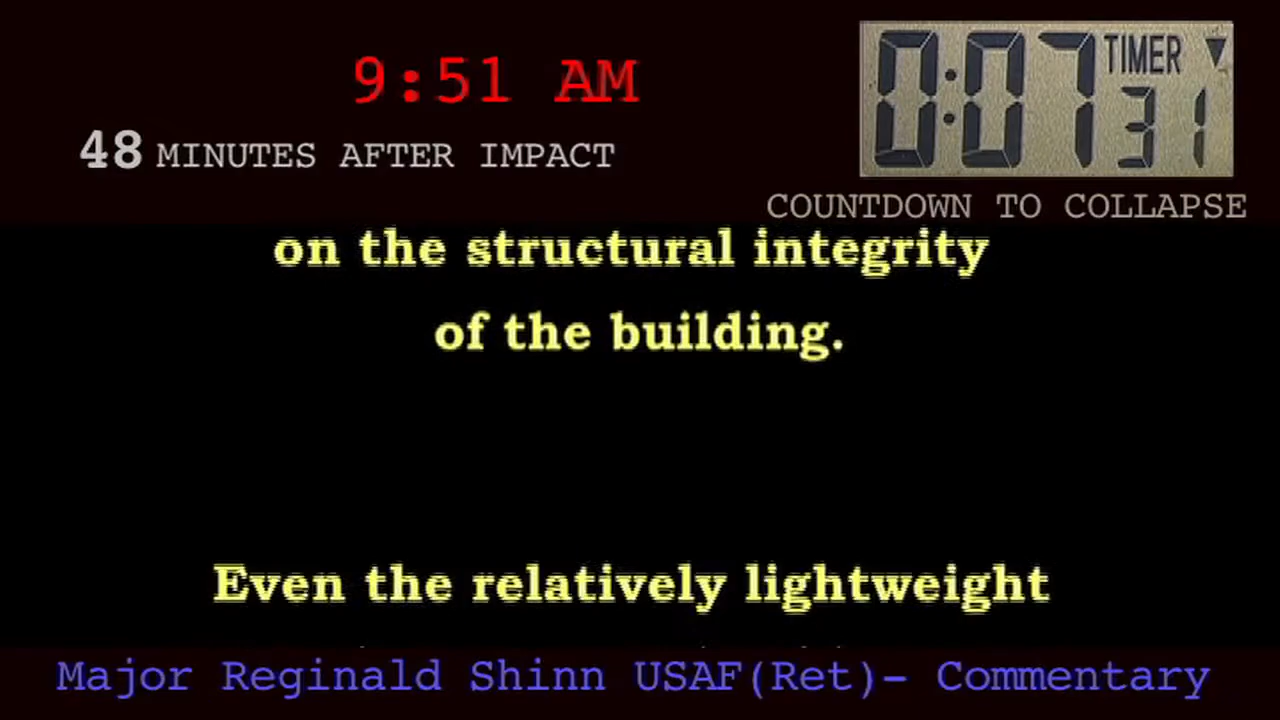 9:51 AM
48 MINUTES AFTER IMPACT
0:07 31 TIMER
COUNTDOWN TO COLLAPSE
on the structural integrity
of the building.
Even the relatively lightweight
Major Reginald Shinn USAF(Ret)- Commentary